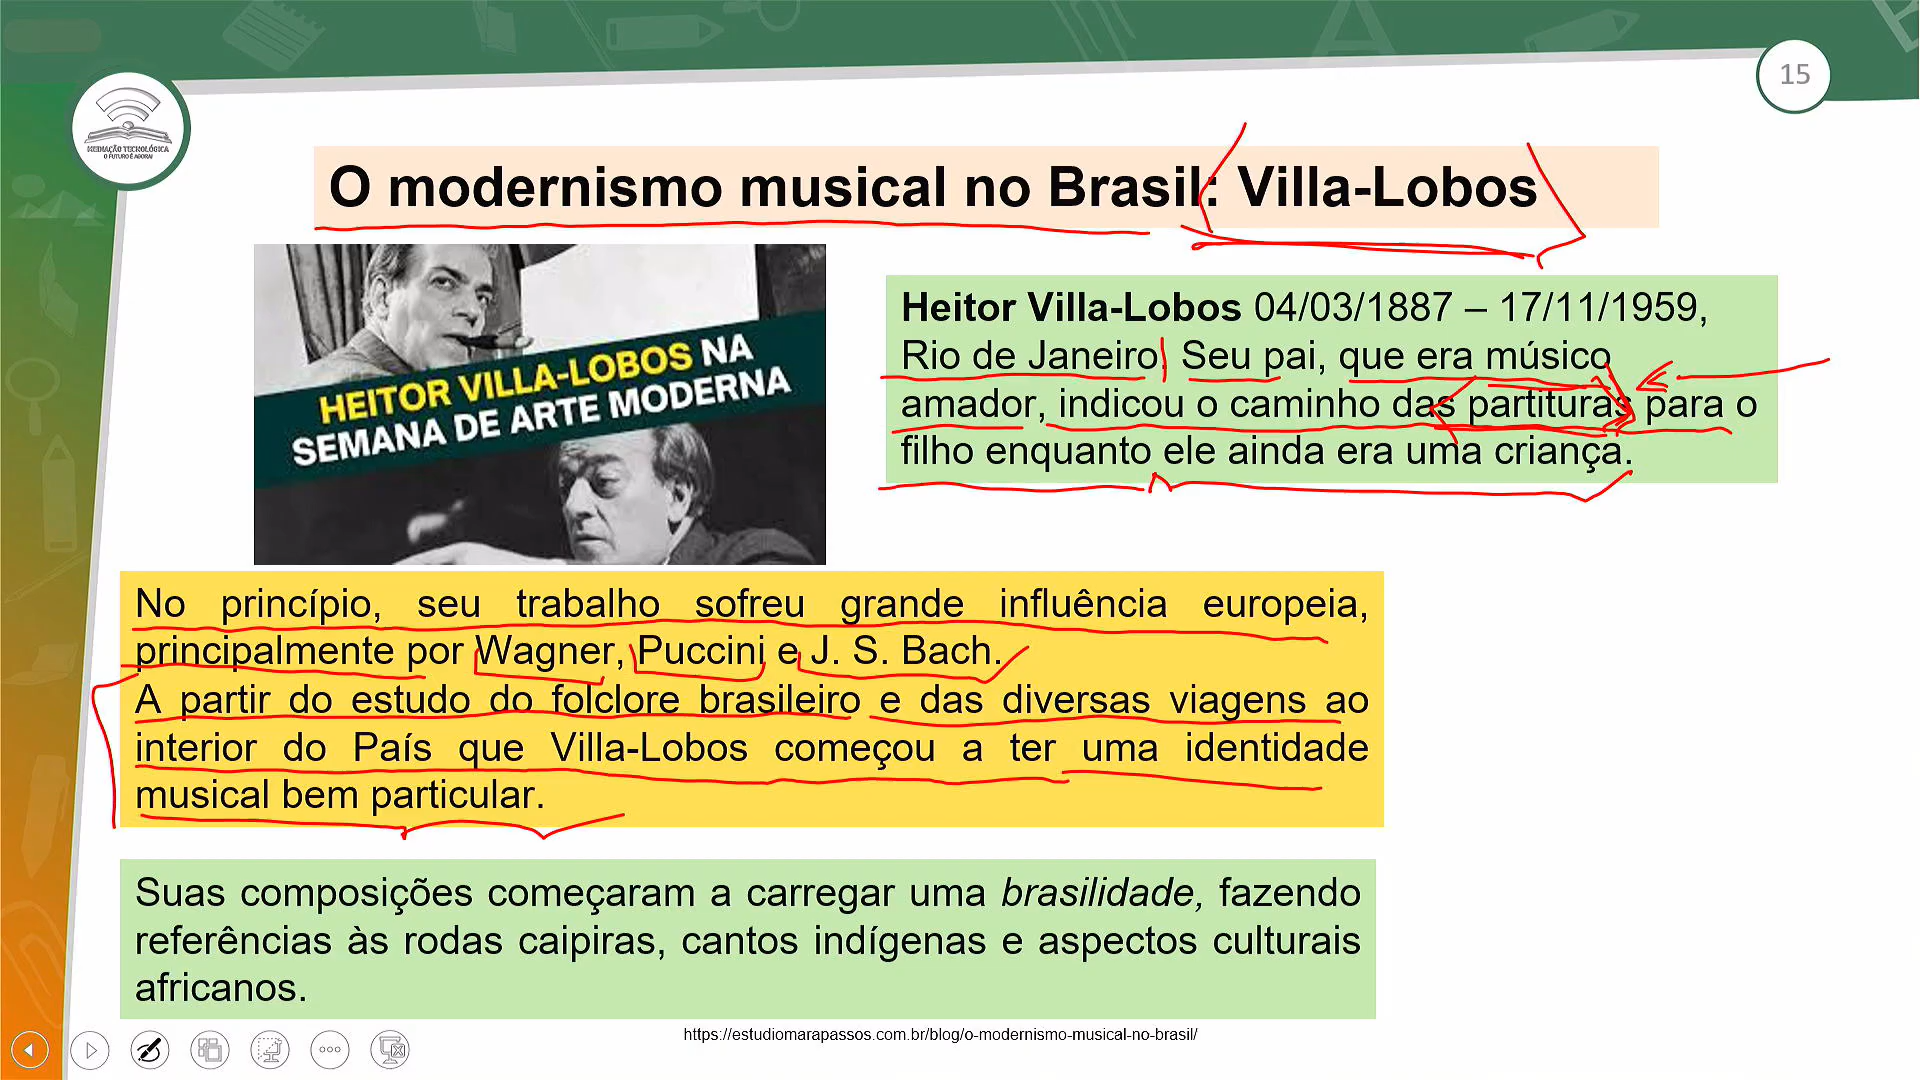 15
MEDIAÇÃO TECNOLÓGICA
O FUTURO É AGORA!
O modernismo musical no Brasil: Villa-Lobos
HEITOR VILLA-LOBOS NA
SEMANA DE ARTE MODERNA
Heitor Villa-Lobos 04/03/1887 – 17/11/1959,
Rio de Janeiro. Seu pai, que era músico
amador, indicou o caminho das partituras para o
filho enquanto ele ainda era uma criança.
No princípio, seu trabalho sofreu grande influência europeia,
principalmente por Wagner, Puccini e J. S. Bach.
A partir do estudo do folclore brasileiro e das diversas viagens ao
interior do País que Villa-Lobos começou a ter uma identidade
musical bem particular.
Suas composições começaram a carregar uma brasilidade, fazendo
referências às rodas caipiras, cantos indígenas e aspectos culturais
africanos.
https://estudiomarapassos.com.br/blog/o-modernismo-musical-no-brasil/